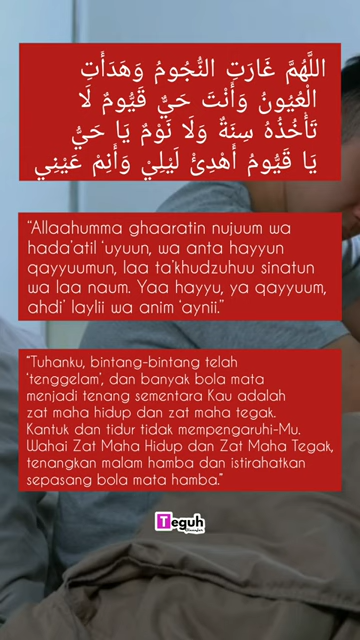 اللَّهُمَّ غَارَتِ النُّجُومُ وَهَدَأَتِ
الْعُيُونُ وَأَنْتَ حَيٌّ قَيُّومٌ لَا
تَأْخُذُهُ سِنَةٌ وَلَا نَوْمٌ يَا حَيُّ
يَا قَيُّومُ أَهْدِئْ لَيْلِيْ وَأَنِمْ عَيْنِي
"Allaahumma ghaaratin nujuum wa
hada'atil 'uyuun, wa anta hayyun
qayyuumun, laa ta'khudzuhuu sinatun
wa laa naum. Yaa hayyu, ya qayyuum,
ahdi' laylii wa anim 'aynii."
"Tuhanku, bintang-bintang telah
'tenggelam', dan banyak bola mata
menjadi tenang sementara Kau adalah
zat maha hidup dan zat maha tegak.
Kantuk dan tidur tidak mempengaruhi-Mu.
Wahai Zat Maha Hidup dan Zat Maha Tegak,
tenangkan malam hamba dan istirahatkan
sepasang bola mata hamba."
Teguh